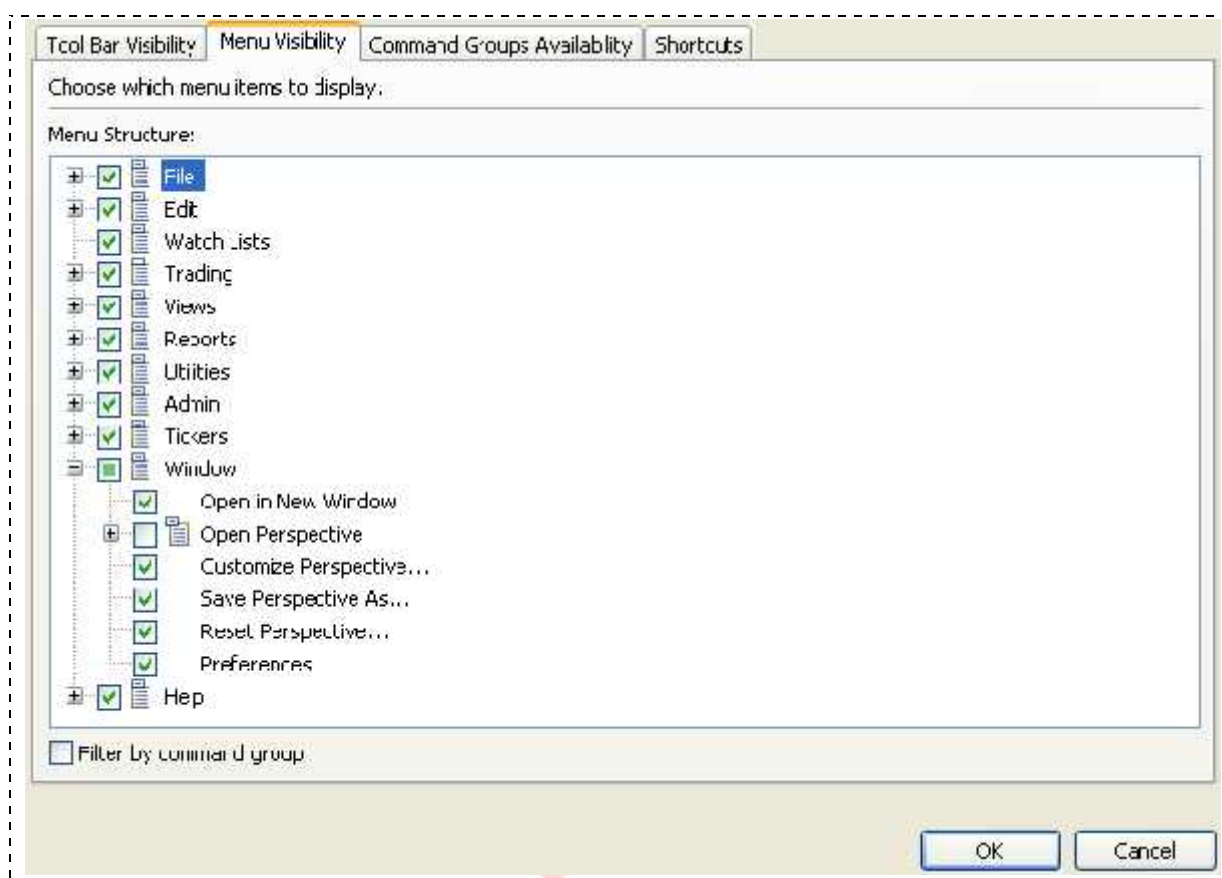 Tool Bar Visibility Menu Visibility Command Groups Availablity Shortcuts
Choose which menu items to display.
Menu Structure:
File
Edit
Watch Lists
Trading
Views
Reports
Utilities
Admin
Tickers
Window
Open in New Window
Open Perspective
Customize Perspective...
Save Perspective As...
Reset Perspective...
Preferences
Help
Filter by command group
OK Cancel